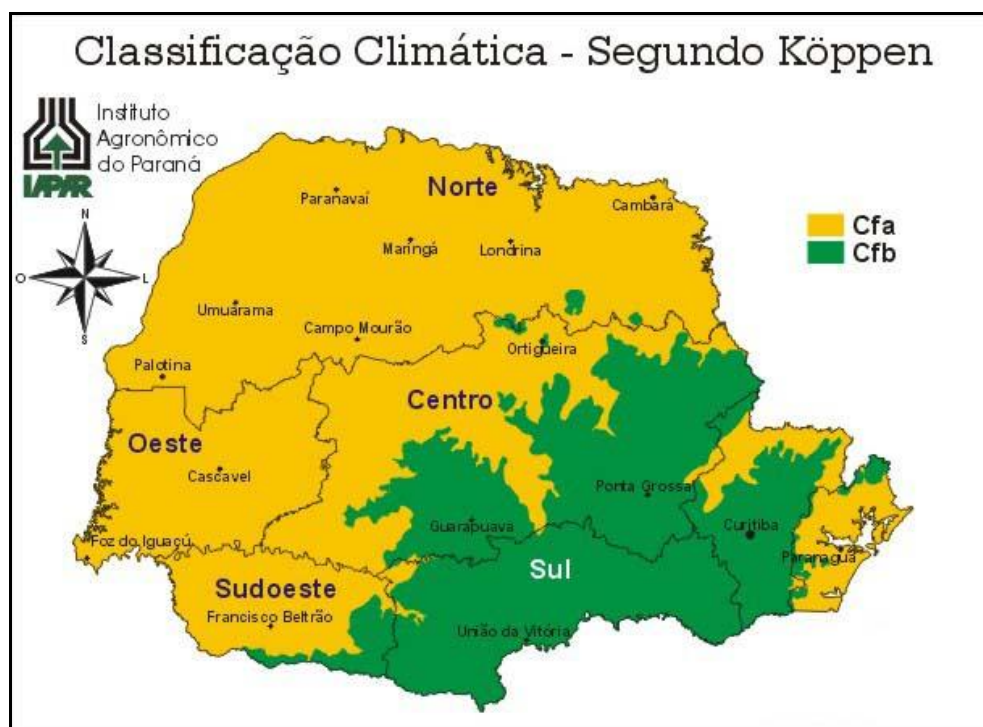 Classificação Climática - Segundo Köppen
Instituto
Agronômico
do Paraná
IAPAR
N
O
L
S
Cfa
Cfb
Norte
Paranavaí
Cambará
Maringá
Londrina
Umuarama
Campo Mourão
Ortigueira
Palotina
Centro
Oeste
Cascavel
Ponta Grossa
Guarapuava
Curitiba
Foz do Iguaçú
Paranaguá
Sul
Sudoeste
Francisco Beltrão
União da Vitória